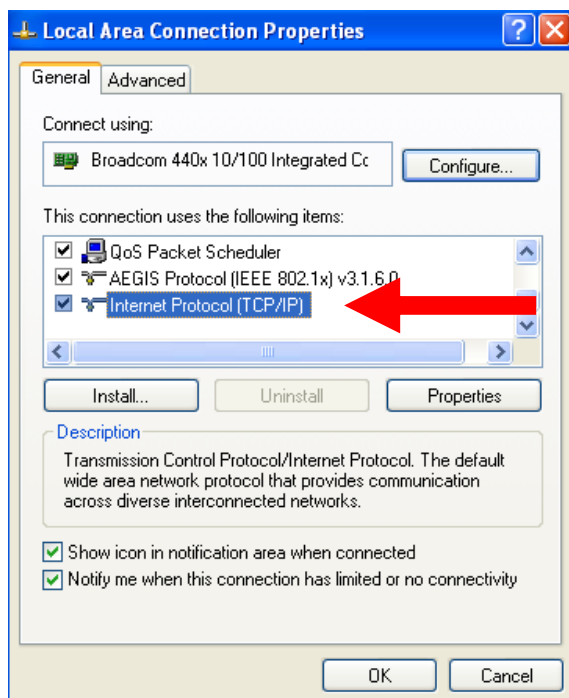 Local Area Connection Properties
General Advanced
Connect using:
Broadcom 440x 10/100 Integrated Cc
Configure...
This connection uses the following items:
QoS Packet Scheduler
AEGIS Protocol (IEEE 802.1x) v3.1.6.0
Internet Protocol (TCP/IP)
Install... Uninstall Properties
Description
Transmission Control Protocol/Internet Protocol. The default
wide area network protocol that provides communication
across diverse interconnected networks.
Show icon in notification area when connected
Notify me when this connection has limited or no connectivity
OK Cancel